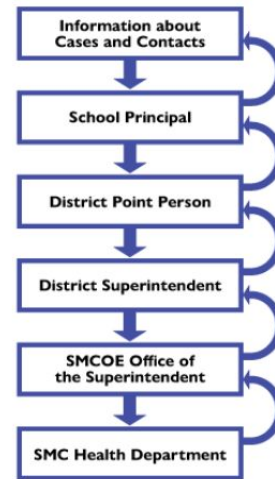 Information about
Cases and Contacts
School Principal
District Point Person
District Superintendent
SMCOE Office of
the Superintendent
SMC Health Department